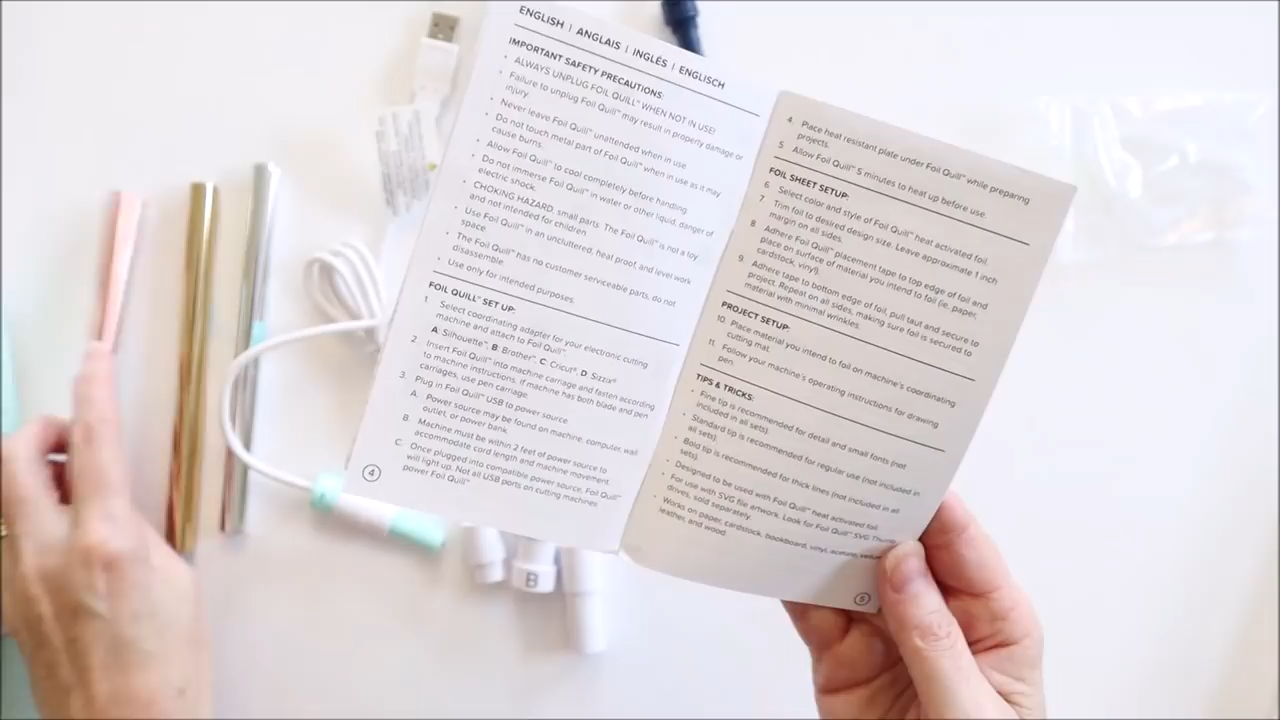 ENGLISH | ANGLAIS | INGLÉS | ENGLISCH
IMPORTANT SAFETY PRECAUTIONS:
• ALWAYS UNPLUG FOIL QUILL™ WHEN NOT IN USE!
• Failure to unplug Foil Quill™ may result in property damage or
injury.
• Never leave Foil Quill™ unattended when in use.
• Do not touch metal part of Foil Quill™ when in use as it may
cause burns.
• Allow Foil Quill™ to cool completely before handling.
• Do not immerse Foil Quill™ in water or other liquid, danger of
electric shock.
• CHOKING HAZARD, small parts. The Foil Quill™ is not a toy
and not intended for children.
• Use Foil Quill™ in an uncluttered, heat proof, and level work
space.
• The Foil Quill™ has no customer serviceable parts, do not
disassemble.
• Use only for intended purposes.
FOIL QUILL™ SET UP:
1. Select coordinating adapter for your electronic cutting
machine and attach to Foil Quill™.
A. Silhouette™, B. Brother™, C. Cricut®, D. Sizzix®
2. Insert Foil Quill™ into machine carriage and fasten according
to machine instructions. If machine has both blade and pen
carriages, use pen carriage.
3. Plug in Foil Quill™ USB to power source.
A. Power source may be found on machine, computer, wall
outlet, or power bank.
B. Machine must be within 2 feet of power source to
accommodate cord length and machine movement.
C. Once plugged into compatible power source, Foil Quill™
will light up. Not all USB ports on cutting machines
power Foil Quill™
4
4. Place heat resistant plate under Foil Quill™ while preparing
projects.
5. Allow Foil Quill™ 5 minutes to heat up before use.
FOIL SHEET SETUP:
6. Select color and style of Foil Quill™ heat activated foil.
7. Trim foil to desired design size. Leave approximate 1 inch
margin on all sides.
8. Adhere Foil Quill™ placement tape to top edge of foil and
place on surface of material you intend to foil (ie. paper,
cardstock, vinyl).
9. Adhere tape to bottom edge of foil, pull taut and secure to
project. Repeat on all sides, making sure foil is secured to
material with minimal wrinkles.
PROJECT SETUP:
10. Place material you intend to foil on machine's coordinating
cutting mat.
11. Follow your machine's operating instructions for drawing
pen.
TIPS & TRICKS:
• Fine tip is recommended for detail and small fonts (not
included in all sets).
• Standard tip is recommended for regular use (not included in
all sets).
• Bold tip is recommended for thick lines (not included in all
sets).
• Designed to be used with Foil Quill™ heat activated foil.
• For use with SVG file artwork. Look for Foil Quill™ SVG
drives, sold separately.
• Works on paper, cardstock, bookboard, vinyl, acetate,
leather, and wood.
5
B